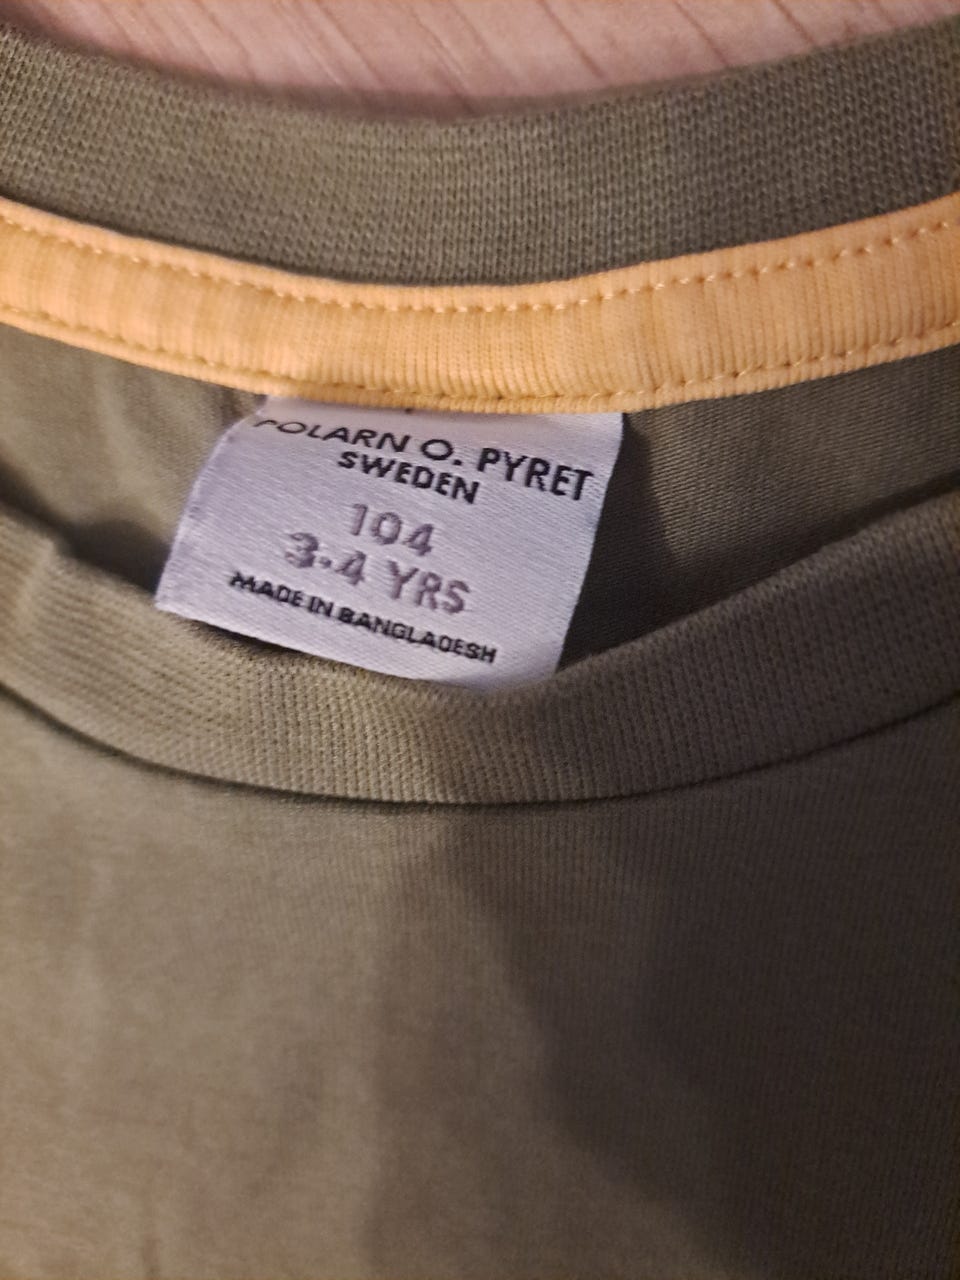 POLARN O. PYRET
SWEDEN
104
3-4 YRS
MADE IN BANGLADESH